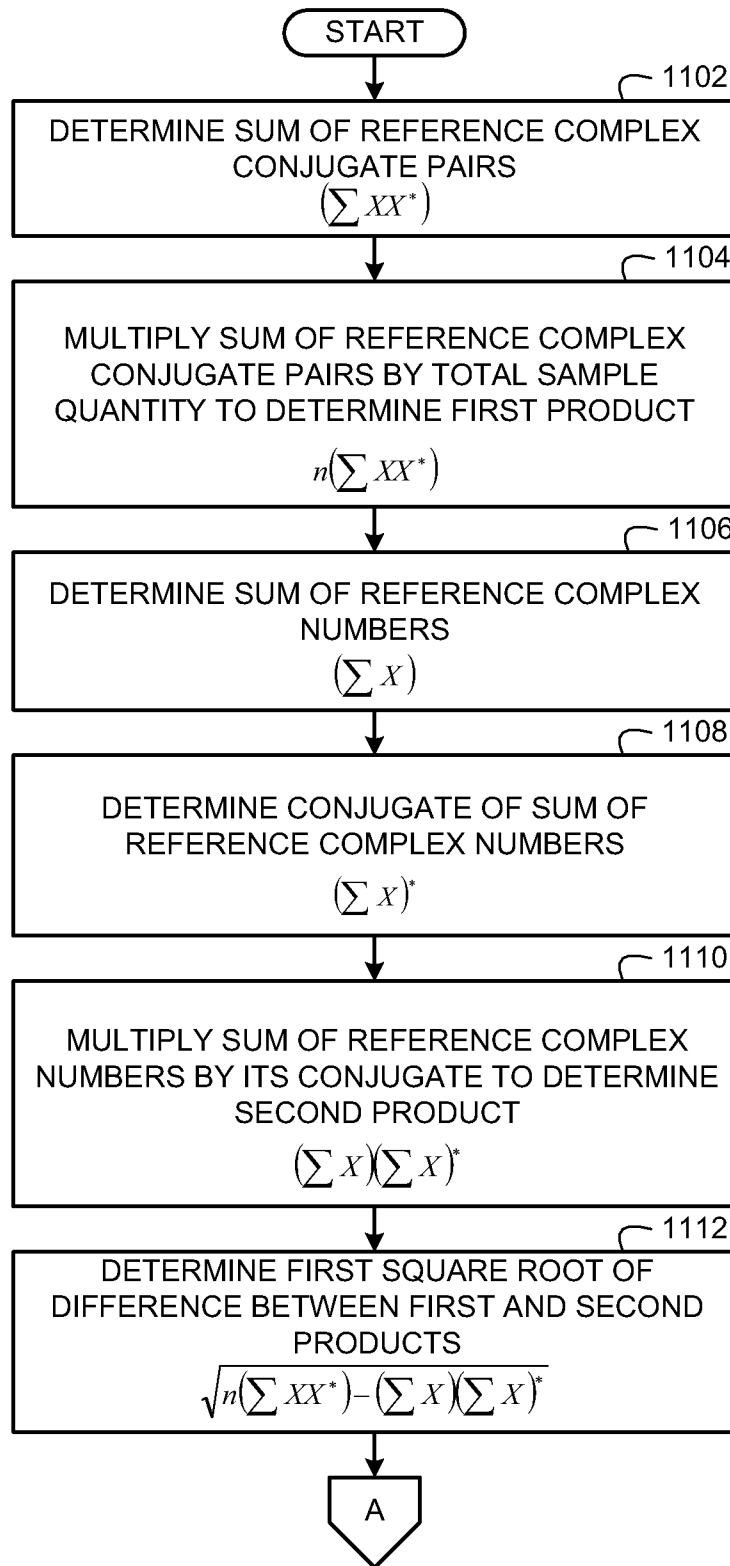 START
1102
DETERMINE SUM OF REFERENCE COMPLEX
CONJUGATE PAIRS
(∑ XX*)
1104
MULTIPLY SUM OF REFERENCE COMPLEX
CONJUGATE PAIRS BY TOTAL SAMPLE
QUANTITY TO DETERMINE FIRST PRODUCT
n(∑ XX*)
1106
DETERMINE SUM OF REFERENCE COMPLEX
NUMBERS
(∑ X)
1108
DETERMINE CONJUGATE OF SUM OF
REFERENCE COMPLEX NUMBERS
(∑ X)*
1110
MULTIPLY SUM OF REFERENCE COMPLEX
NUMBERS BY ITS CONJUGATE TO DETERMINE
SECOND PRODUCT
(∑ X)(∑ X)*
1112
DETERMINE FIRST SQUARE ROOT OF
DIFFERENCE BETWEEN FIRST AND SECOND
PRODUCTS
√n(∑ XX*)−(∑ X)(∑ X)*
A